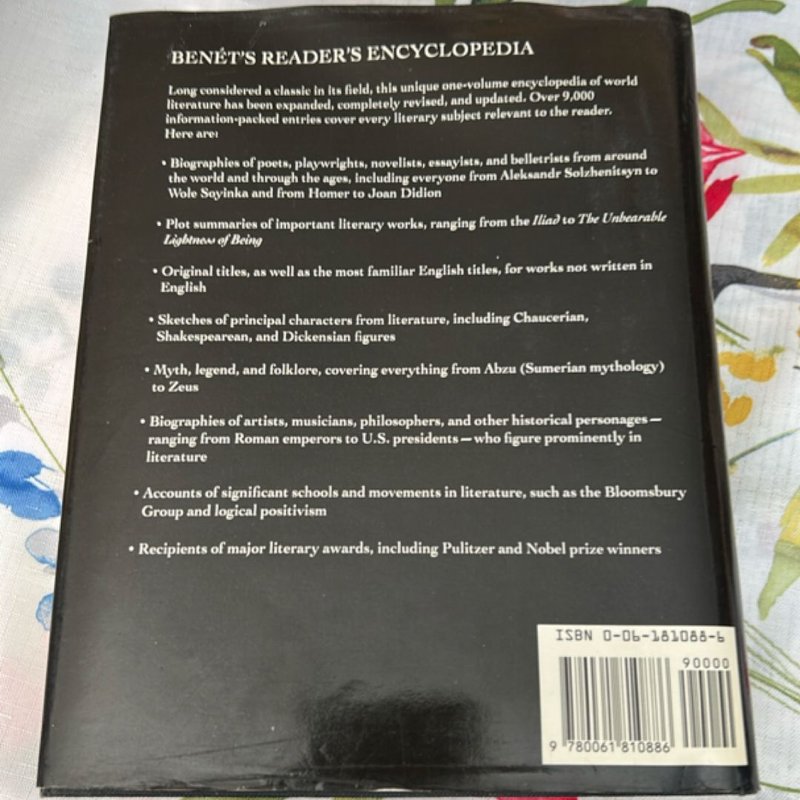 BENÉT'S READER'S ENCYCLOPEDIA
Long considered a classic in its field, this unique one-volume encyclopedia of world
literature has been expanded, completely revised, and updated. Over 9,000
information-packed entries cover every literary subject relevant to the reader.
Here are:
• Biographies of poets, playwrights, novelists, essayists, and belletrists from around
the world and through the ages, including everyone from Aleksandr Solzhenitsyn to
Wole Soyinka and from Homer to Joan Didion
• Plot summaries of important literary works, ranging from the Iliad to The Unbearable
Lightness of Being
• Original titles, as well as the most familiar English titles, for works not written in
English
• Sketches of principal characters from literature, including Chaucerian,
Shakespearean, and Dickensian figures
• Myth, legend, and folklore, covering everything from Abzu (Sumerian mythology)
to Zeus
• Biographies of artists, musicians, philosophers, and other historical personages—
ranging from Roman emperors to U.S. presidents—who figure prominently in
literature
• Accounts of significant schools and movements in literature, such as the Bloomsbury
Group and logical positivism
• Recipients of major literary awards, including Pulitzer and Nobel prize winners
ISBN 0-06-181088-6
90000
9 780061 810886